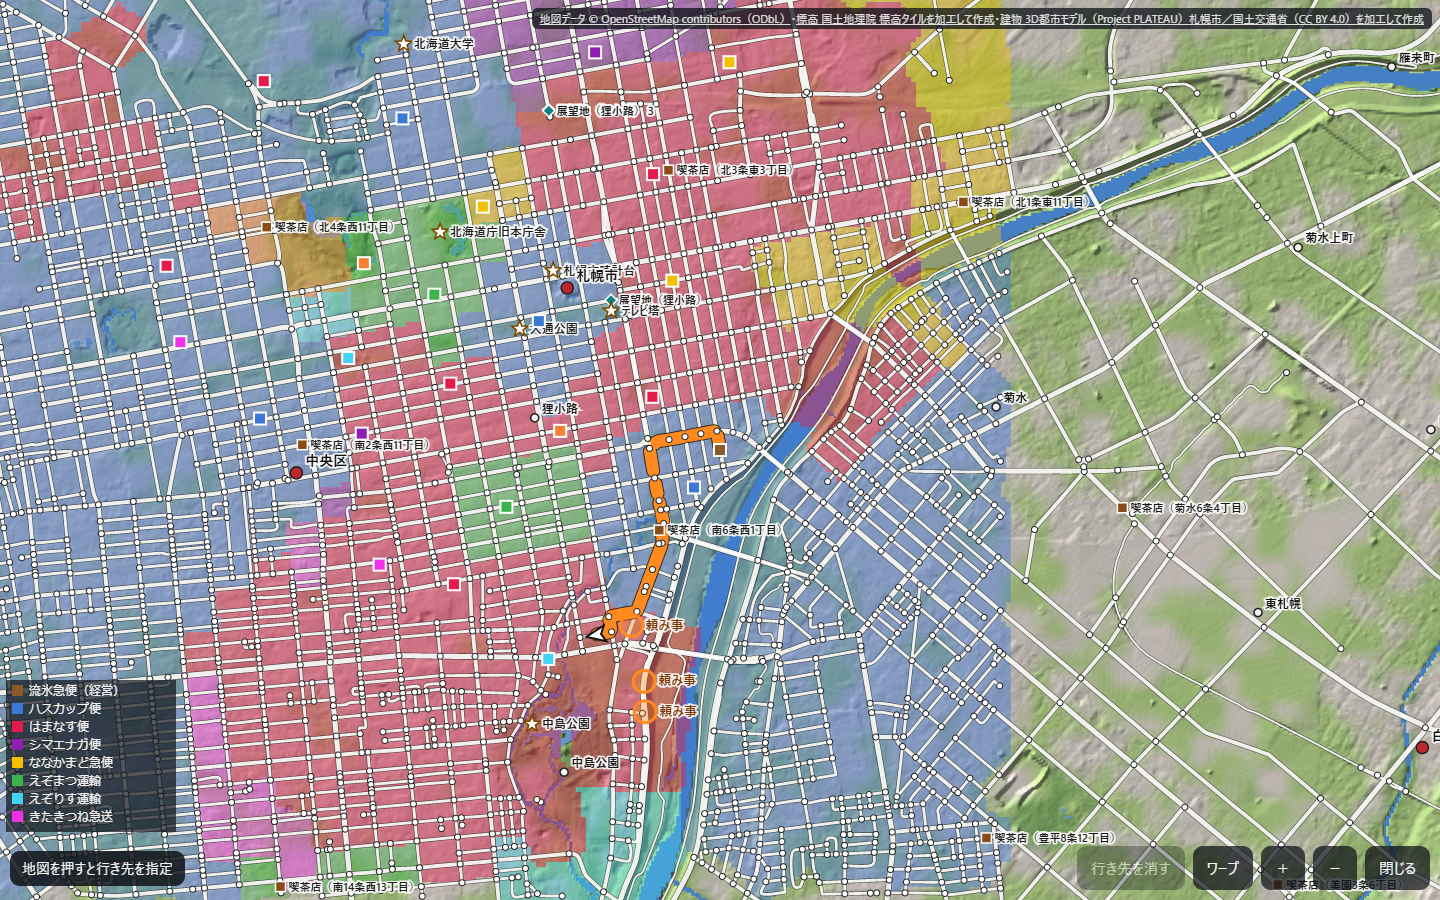 地図データ © OpenStreetMap contributors（ODbL）・標高 国土地理院 標高タイルを加工して作成・建物 3D都市モデル（Project PLATEAU）札幌市／国土交通省（CC BY 4.0）を加工して作成
北海道大学
雁来町
展望地（狸小路）3
喫茶店（北3条東3丁目）
喫茶店（北1条東11丁目）
喫茶店（北4条西11丁目）
北海道庁旧本庁舎
菊水上町
札幌市
展望地（狸小路）
テレビ塔
大通公園
菊水
狸小路
喫茶店（南2条西11丁目）
中央区
喫茶店（菊水6条4丁目）
喫茶店（南6条西1丁目）
東札幌
頼み事
頼み事
頼み事
中島公園
中島公園
流氷急便（経営）
ハスカップ便
はまなす便
シマエナガ便
ななかまど急便
えぞまつ運輸
えぞりす運輸
きたきつね急送
喫茶店（豊平8条12丁目）
地図を押すと行き先を指定
行き先を消す
ワープ
+
−
閉じる
喫茶店（南14条西13丁目）